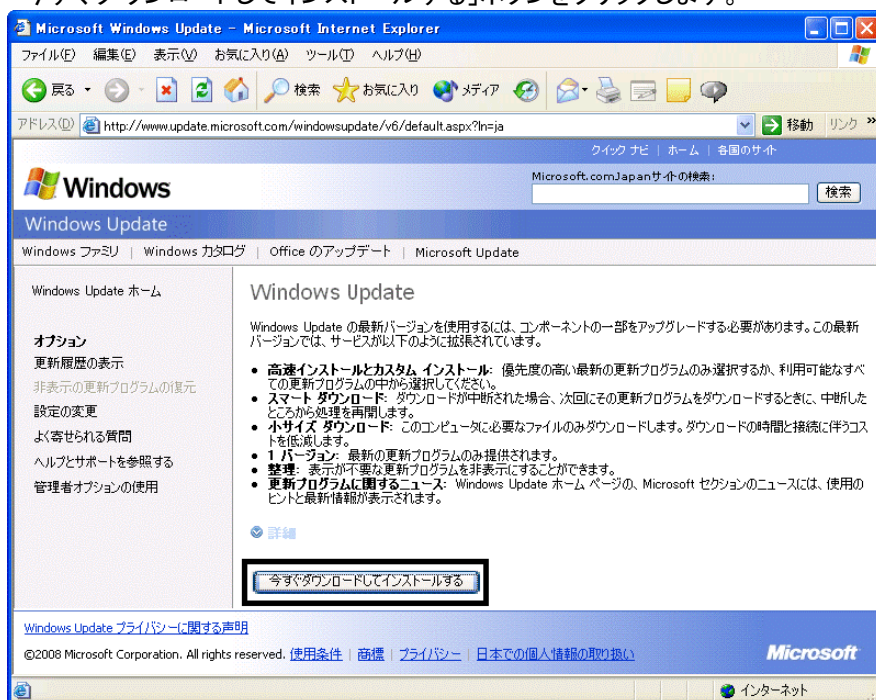 今すぐダウンロードしてインストールする」ボタンをクリックします。
Microsoft Windows Update - Microsoft Internet Explorer
ファイル(F) 編集(E) 表示(V) お気に入り(A) ツール(T) ヘルプ(H)
戻る 検索 お気に入り メディア
アドレス(D) http://www.update.microsoft.com/windowsupdate/v6/default.aspx?ln=ja 移動 リンク »
クイック ナビ | ホーム | 各国のサイト
Windows
Microsoft.comJapanサイトの検索:
検索
Windows Update
Windows ファミリ | Windows カタログ | Office のアップデート | Microsoft Update
Windows Update ホーム
オプション
更新履歴の表示
非表示の更新プログラムの復元
設定の変更
よく寄せられる質問
ヘルプとサポートを参照する
管理者オプションの使用
Windows Update
Windows Update の最新バージョンを使用するには、コンポーネントの一部をアップグレードする必要があります。この最新
バージョンでは、サービスが以下のように拡張されています。
• 高速インストールとカスタム インストール: 優先度の高い最新の更新プログラムのみ選択するか、利用可能なすべ
ての更新プログラムの中から選択してください。
• スマート ダウンロード: ダウンロードが中断された場合、次回にその更新プログラムをダウンロードするときに、中断した
ところから処理を再開します。
• 小サイズ ダウンロード: このコンピュータに必要なファイルのみダウンロードします。ダウンロードの時間と接続に伴うコス
トを低減します。
• 1 バージョン: 最新の更新プログラムのみ提供されます。
• 整理: 表示が不要な更新プログラムを非表示にすることができます。
• 更新プログラムに関するニュース: Windows Update ホーム ページの、Microsoft セクションのニュースには、使用の
ヒントと最新情報が表示されます。
詳細
今すぐダウンロードしてインストールする
Windows Update プライバシーに関する声明
©2008 Microsoft Corporation. All rights reserved. 使用条件 | 商標 | プライバシー | 日本での個人情報の取り扱い
Microsoft
インターネット